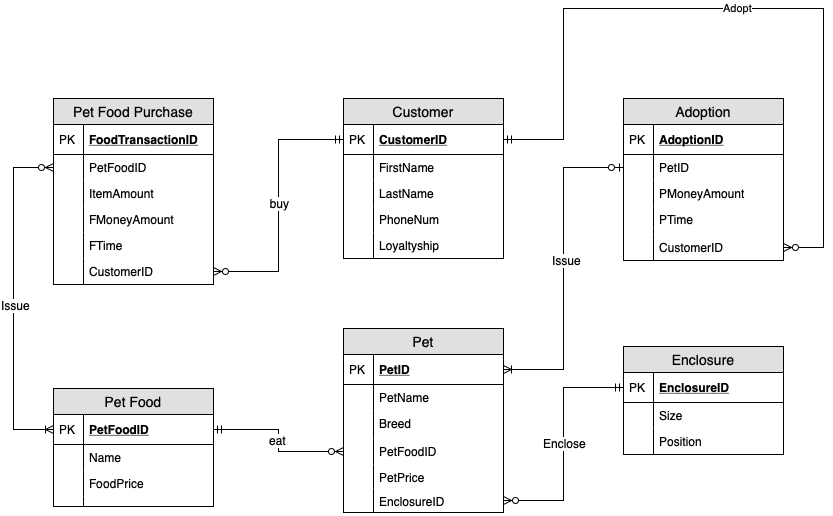 Adopt
Pet Food Purchase
PK FoodTransactionID
PetFoodID
ItemAmount
FMoneyAmount
FTime
CustomerID
Customer
PK CustomerID
FirstName
LastName
PhoneNum
Loyaltyship
Adoption
PK AdoptionID
PetID
PMoneyAmount
PTime
CustomerID
buy
Issue
Issue
Pet Food
PK PetFoodID
Name
FoodPrice
eat
Pet
PK PetID
PetName
Breed
PetFoodID
PetPrice
EnclosureID
Enclose
Enclosure
PK EnclosureID
Size
Position